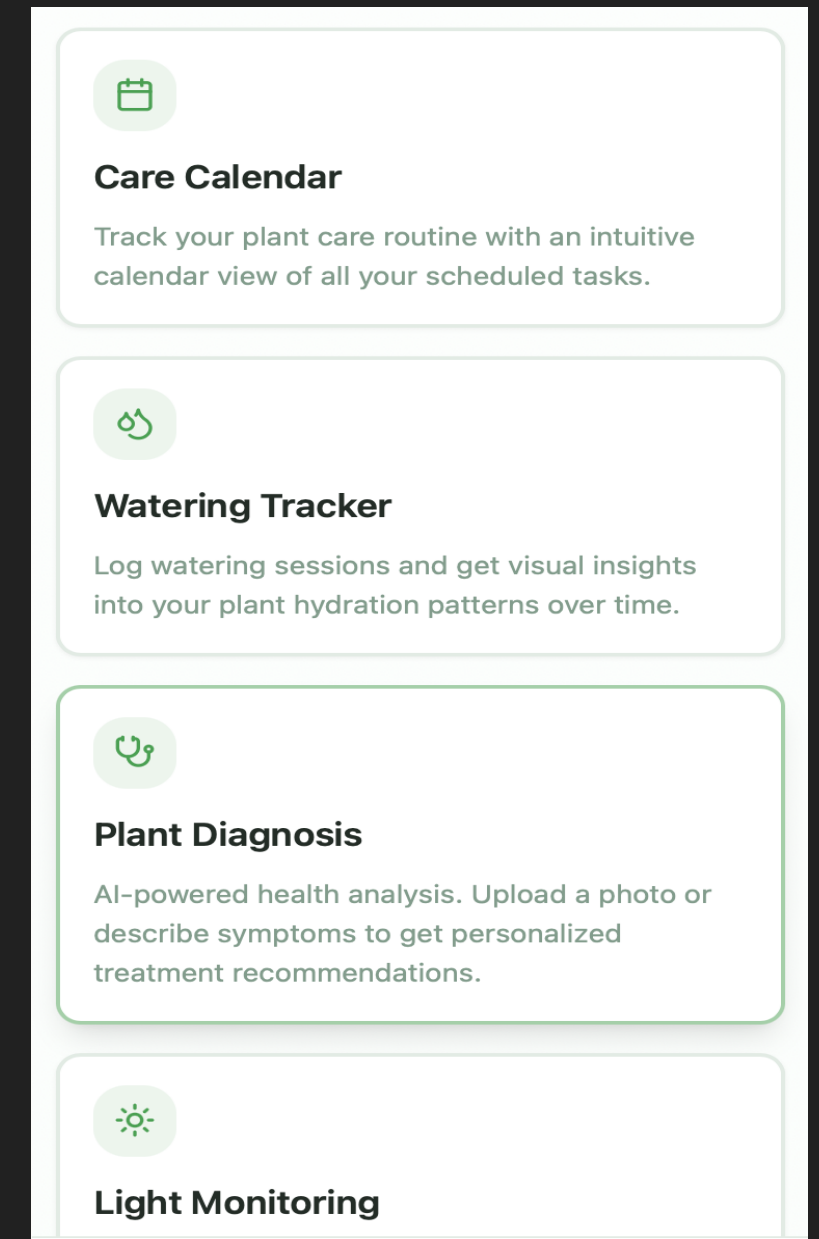 Care Calendar
Track your plant care routine with an intuitive
calendar view of all your scheduled tasks.
Watering Tracker
Log watering sessions and get visual insights
into your plant hydration patterns over time.
Plant Diagnosis
AI-powered health analysis. Upload a photo or
describe symptoms to get personalized
treatment recommendations.
Light Monitoring